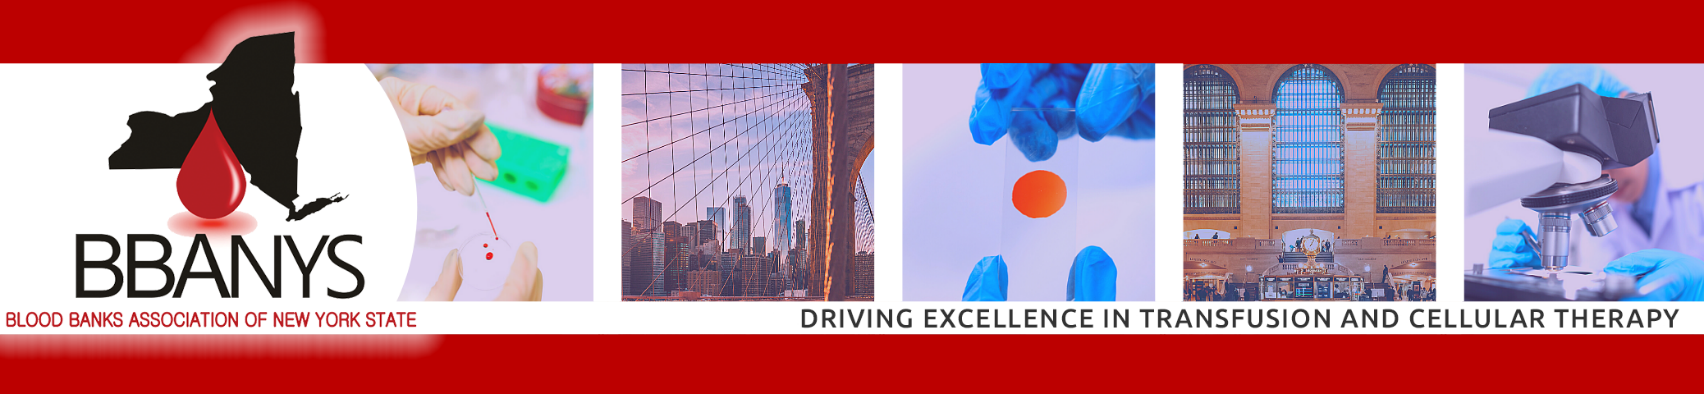 BBANYS
BLOOD BANKS ASSOCIATION OF NEW YORK STATE
DRIVING EXCELLENCE IN TRANSFUSION AND CELLULAR THERAPY